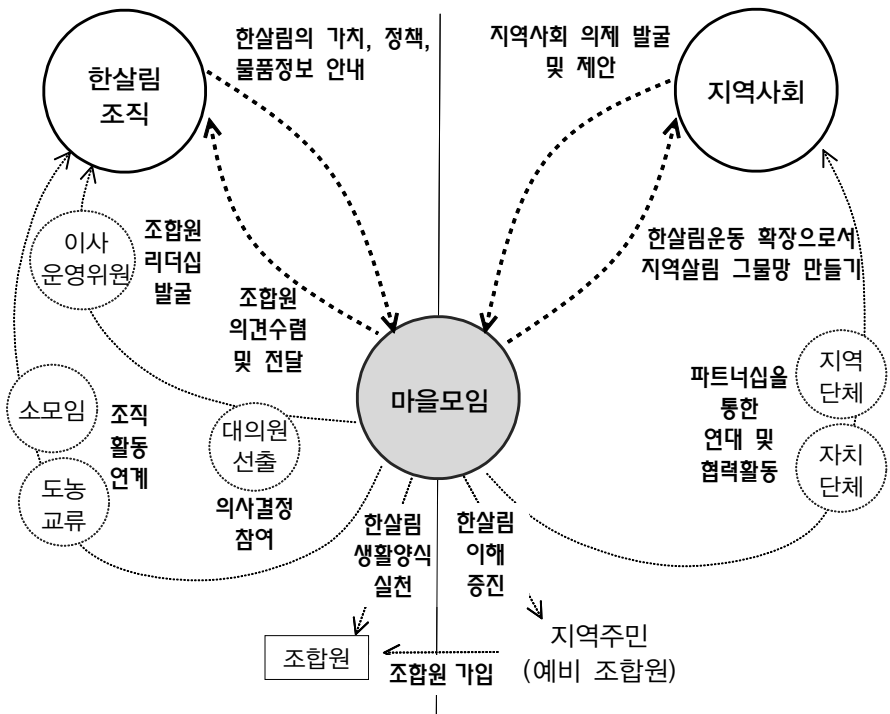 한살림
조직
한살림의 가치, 정책,
물품정보 안내
지역사회 의제 발굴
및 제안
지역사회
이사
운영위원
조합원
리더십
발굴
조합원
의견수렴
및 전달
한살림운동 확장으로서
지역살림 그물망 만들기
마을모임
소모임
조직
활동
연계
도농
교류
대의원
선출
의사결정
참여
파트너십을
통한
연대 및
협력활동
지역
단체
자치
단체
한살림
생활양식
실천
한살림
이해
증진
조합원
조합원 가입
지역주민
(예비 조합원)